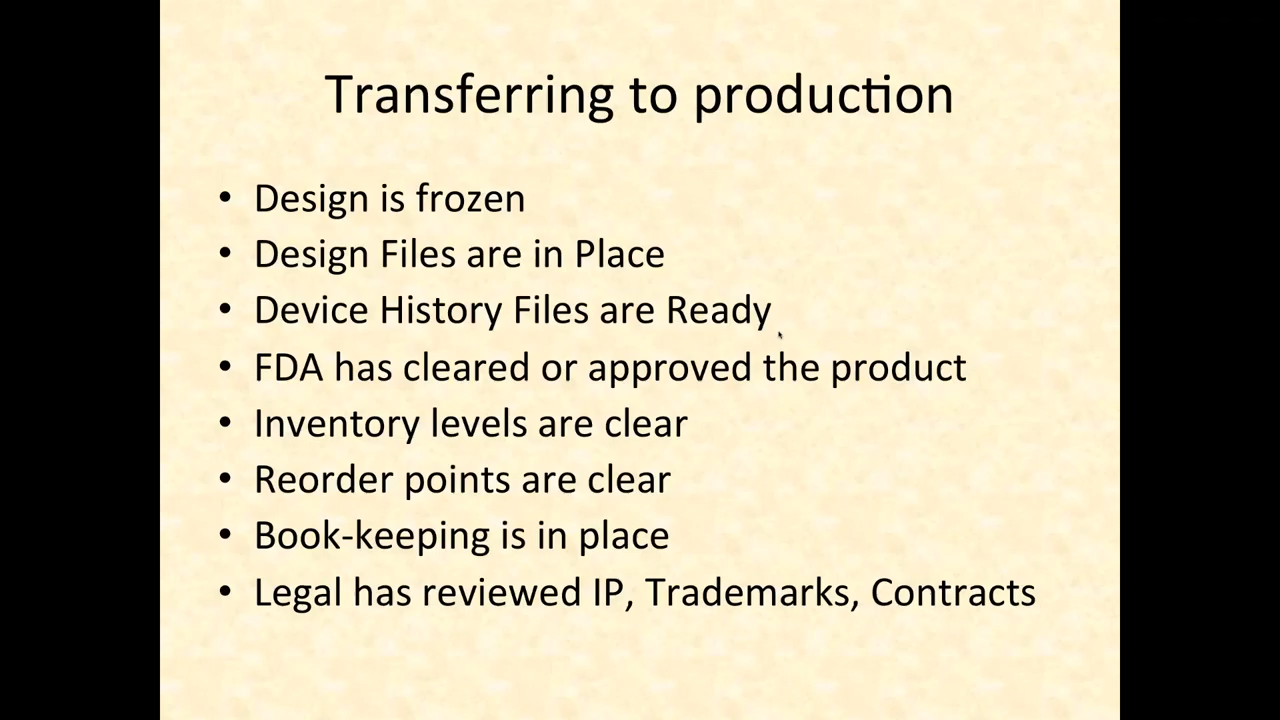 Transferring to production
• Design is frozen
• Design Files are in Place
• Device History Files are Ready
• FDA has cleared or approved the product
• Inventory levels are clear
• Reorder points are clear
• Book-keeping is in place
• Legal has reviewed IP, Trademarks, Contracts